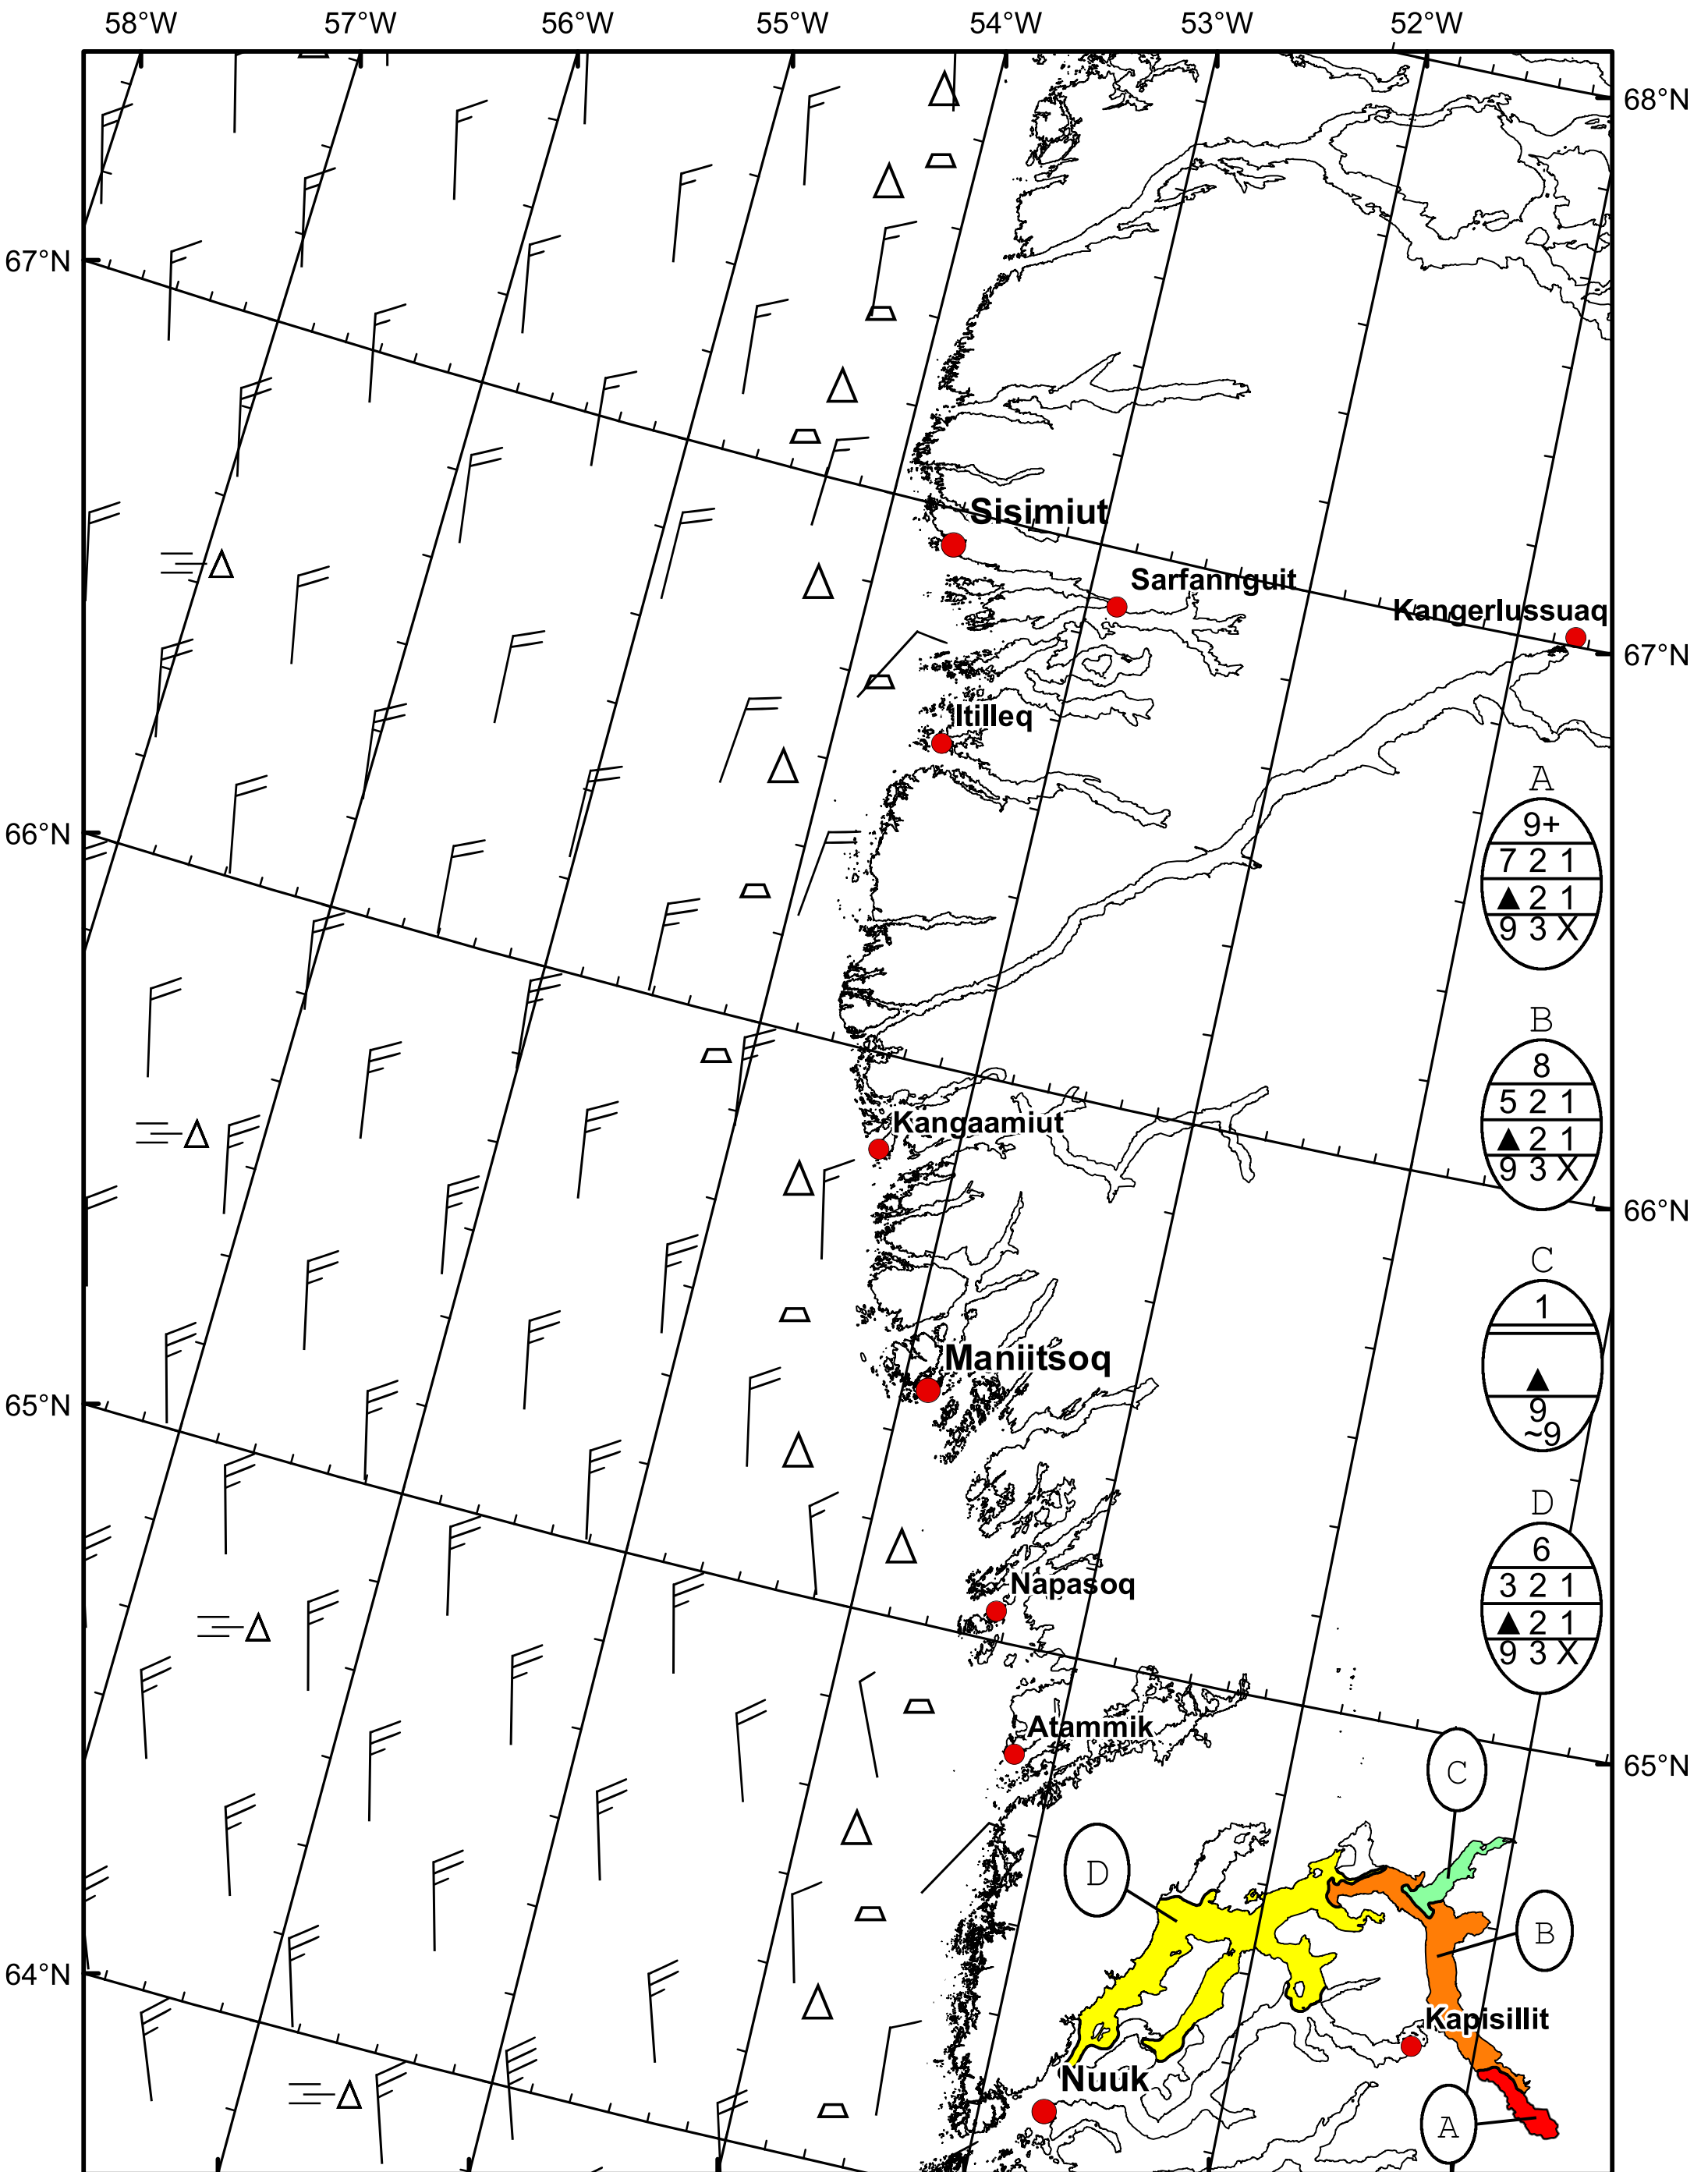 58°W 57°W 56°W 55°W 54°W 53°W 52°W
68°N
67°N
Sisimiut
Sarfannguit
Kangerlussuaq
67°N
Itilleq
A
9+
7 2 1
▲ 2 1
9 3 X
66°N
B
8
5 2 1
▲ 2 1
9 3 X
Kangaamiut
66°N
C
1
▲
9
~9
Maniitsoq
65°N
D
6
3 2 1
▲ 2 1
9 3 X
Napasoq
Atammik
65°N
C
D
B
64°N
Kapisillit
Nuuk
A